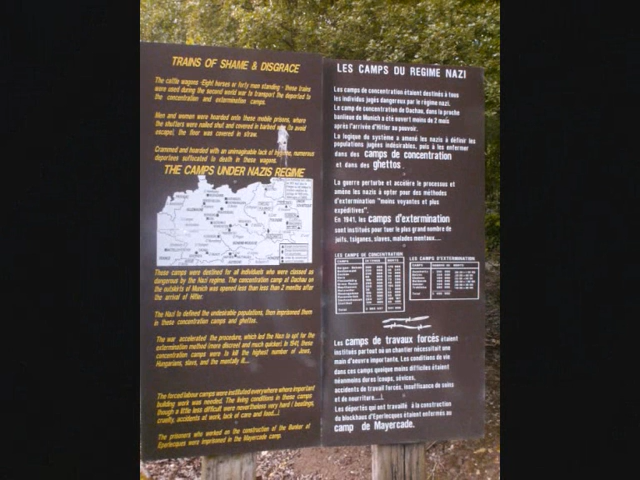 TRAINS OF SHAME & DISGRACE
The cattle wagons -Eight horses or forty men standing - these trains
were used during the second world war to transport the deported to
the concentration and extermination camps.
Men and women were hoarded onto these mobile prisons, where
the shutters were nailed shut and covered in barbed to avoid
escape), the floor was covered in straw.
Crammed and hoarded with an unimaginable lack of numerous
deportees suffocated to death in these wagons.
THE CAMPS UNDER NAZIS REGIME
These camps were destined for all individuals who were classed as
dangerous by the Nazi regime. The concentration camp at Dachau on
the outskirts of Munich was opened less than less than 2 months after
the arrival of Hitler.
The Nazi to defined the undesirable populations, then imprisoned them
in these concentration camps and ghettos.
The war accelerated the procedure, which led the Nazi to opt for the
extermination method (more discreet and much quicker). In 1941, these
concentration camps were to kill the highest number of Jews,
Hungarians, slavs, and the mentally ill....
The forced labour camps were instituted everywhere where important
building work was needed. The living conditions in these camps
though a little less difficult were nevertheless very hard ( beatings,
cruelty, accidents at work, lack of care and food....)
The prisoners who worked on the construction of the Bunker of
Eperlecques were imprisoned in the Mayercade camp.
LES CAMPS DU REGIME NAZI
Les camps de concentration étaient destinés à tous
les individus jugés dangereux par le régime nazi.
Le camp de concentration de Dachau, dans la proche
banlieue de Munich a été ouvert moins de 2 mois
après l'arrivée d'Hitler au pouvoir.
La logique du système a amené les nazis à définir les
populations jugées indésirables, puis à les enfermer
dans des camps de concentration
et dans des ghettos.
La guerre perturbe et accélère le processus et
amène les nazis à opter pour des méthodes
d'extermination "moins voyantes et plus
expéditives".
En 1941, les camps d'extermination
sont institués pour tuer le plus grand nombre de
juifs, tsiganes, slaves, malades mentaux....
LES CAMPS DE CONCENTRATION
LES CAMPS D'EXTERMINATION
Les camps de travaux forcés étaient
institués partout où un chantier nécessitait une
main d'oeuvre importante. Les conditions de vie
dans ces camps quoique moins difficiles étaient
néanmoins dures (coups, sévices,
accidents de travail forcés, insuffisance de soins
et de nourriture....).
Les déportés qui ont travaillé à la construction
du blockhaus d'Eperlecques étaient enfermés au
camp de Mayercade.